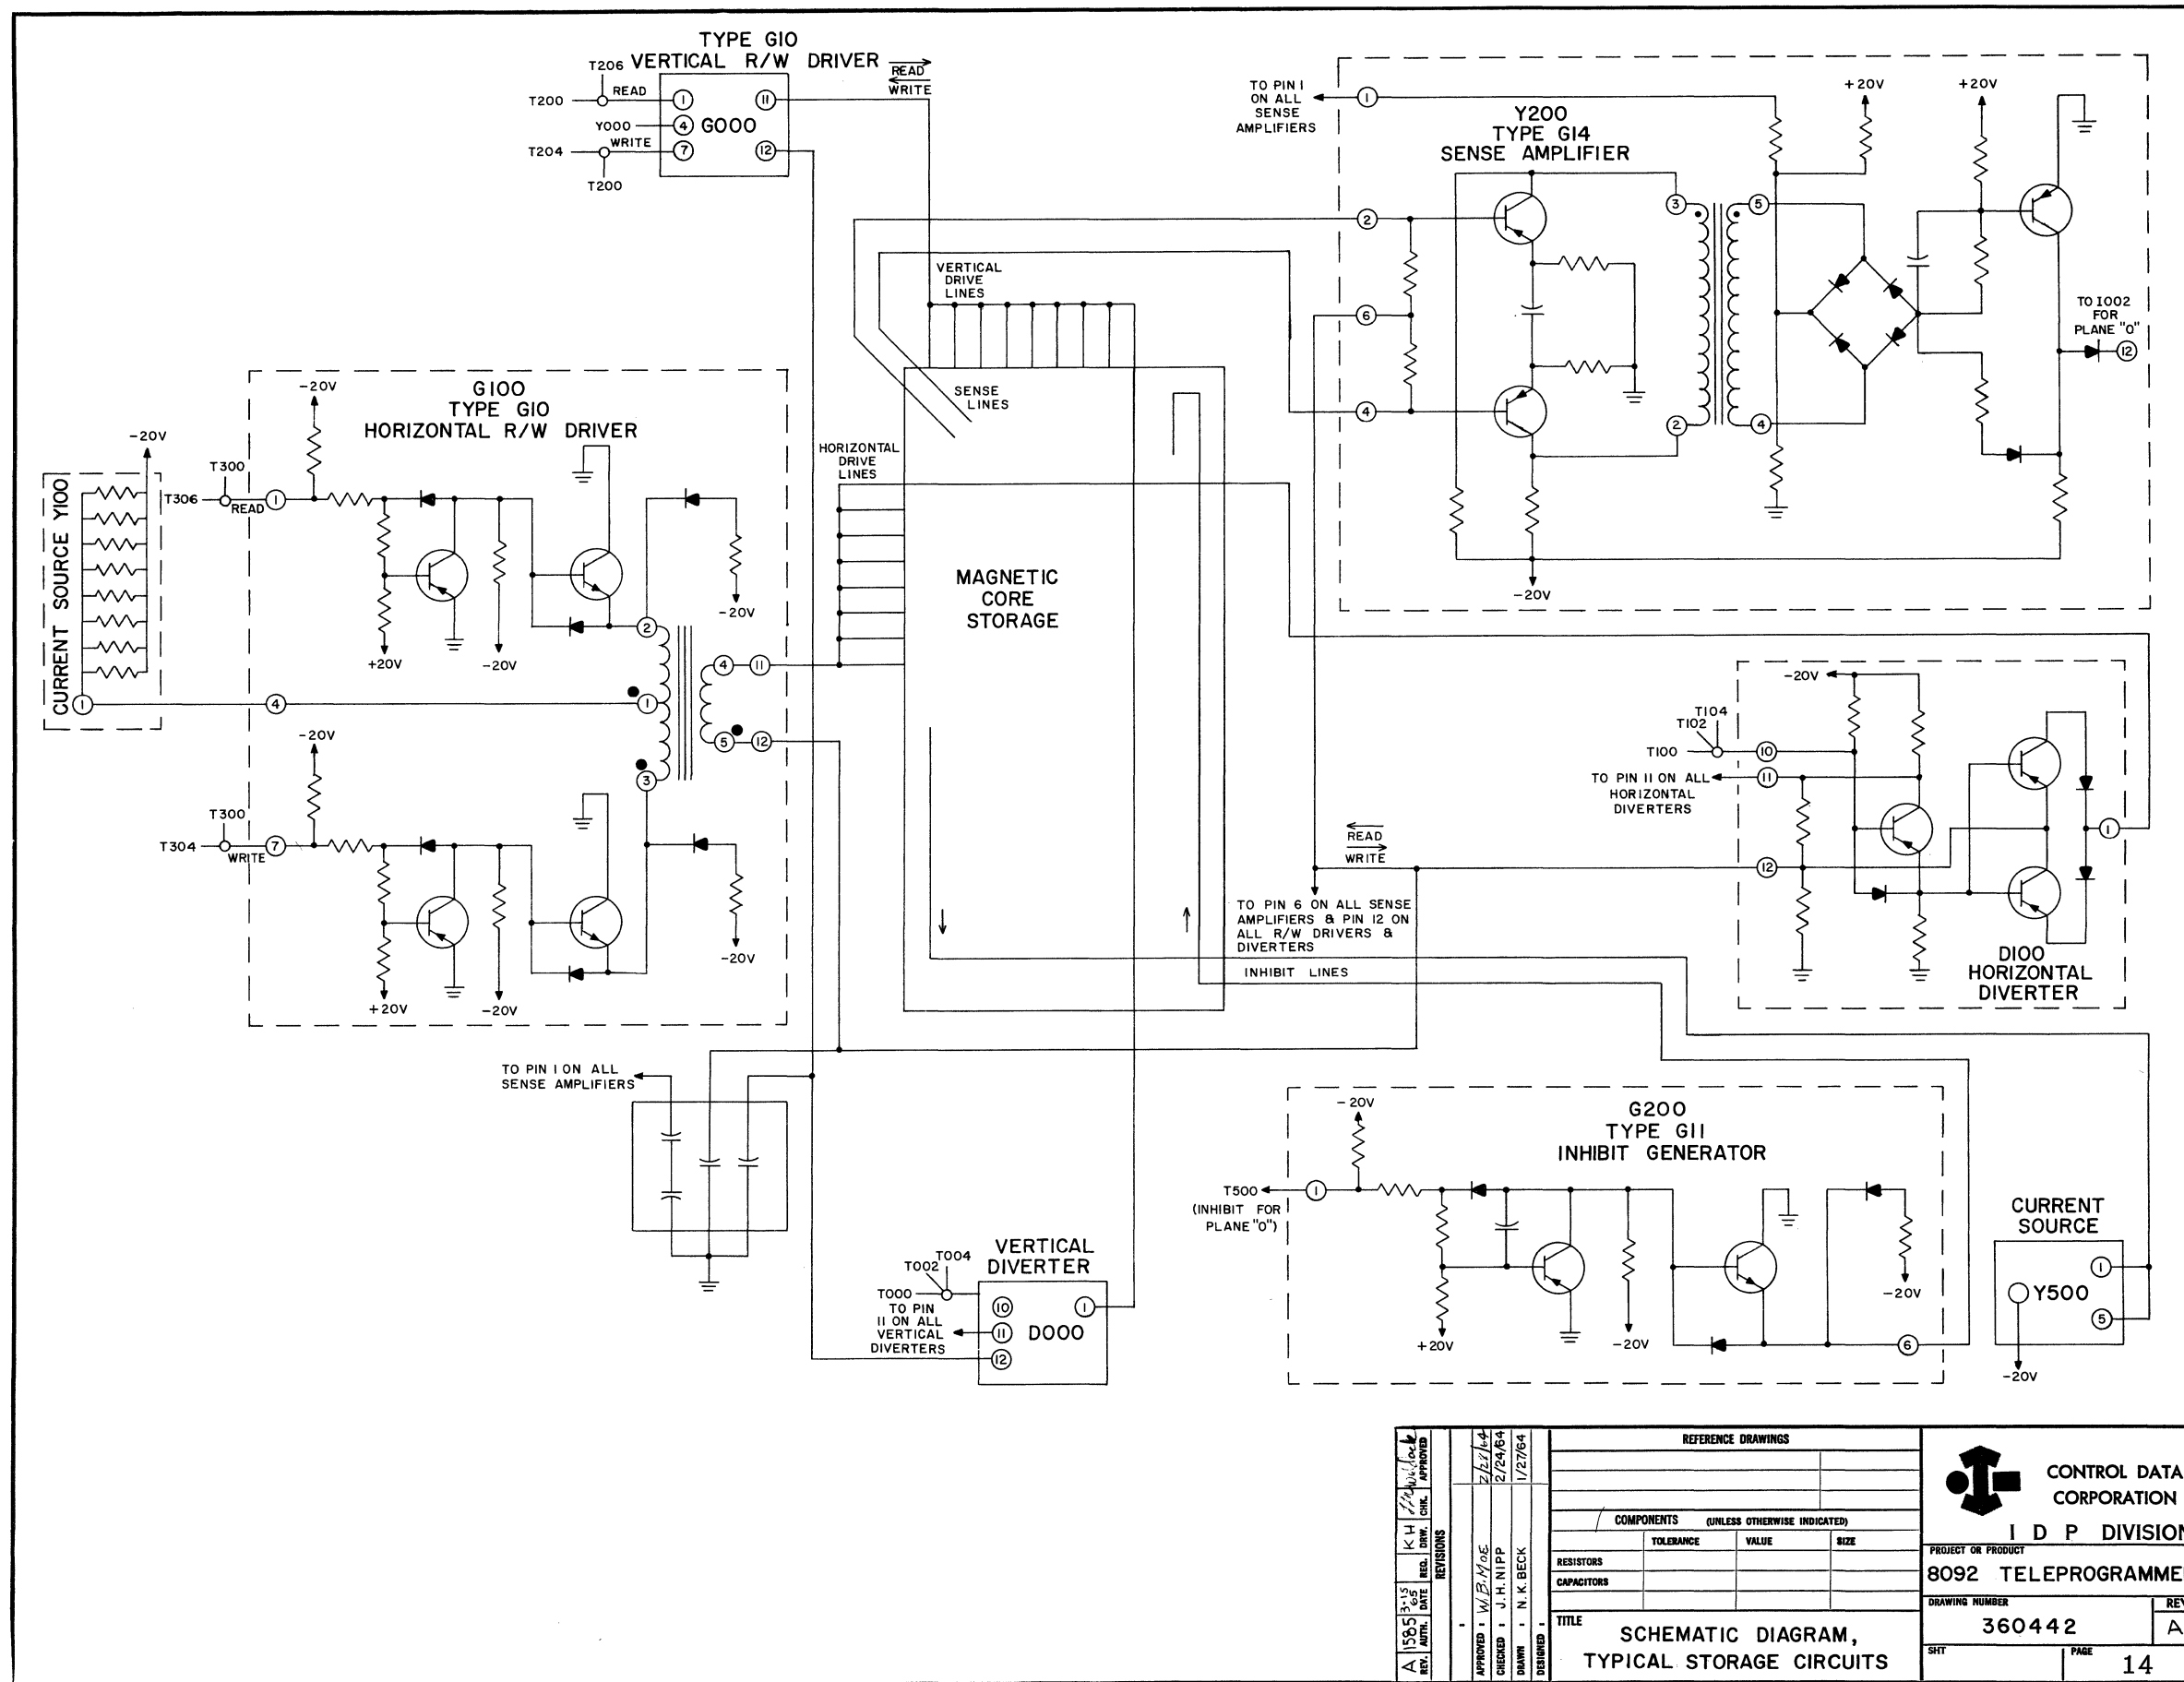 TYPE G10
VERTICAL R/W DRIVER
READ
WRITE
T206
T200
READ
1
11
Y000
4
G000
T204
WRITE
7
12
T200
TO PIN 1
ON ALL
SENSE
AMPLIFIERS
1
Y200
TYPE G14
SENSE AMPLIFIER
+20V
+20V
2
3
5
6
4
2
4
TO I002
FOR
PLANE "O"
12
-20V
VERTICAL
DRIVE
LINES
SENSE
LINES
HORIZONTAL
DRIVE
LINES
MAGNETIC
CORE
STORAGE
G100
TYPE G10
HORIZONTAL R/W DRIVER
-20V
-20V
T300
T306
READ
1
CURRENT SOURCE Y100
1
4
+20V
-20V
-20V
2
1
3
4
11
5
12
-20V
T300
T304
WRITE
7
+20V
-20V
-20V
-20V
T104
T102
T100
10
TO PIN 11 ON ALL
HORIZONTAL
DIVERTERS
11
1
READ
WRITE
12
D100
HORIZONTAL
DIVERTER
TO PIN 6 ON ALL SENSE
AMPLIFIERS & PIN 12 ON
ALL R/W DRIVERS &
DIVERTERS
INHIBIT LINES
TO PIN 1 ON ALL
SENSE AMPLIFIERS
VERTICAL
DIVERTER
T004
T002
T000
10
1
TO PIN
11 ON ALL
VERTICAL
DIVERTERS
11
D000
12
G200
TYPE G11
INHIBIT GENERATOR
-20V
T500
1
(INHIBIT FOR
PLANE "O")
+20V
-20V
-20V
6
CURRENT
SOURCE
1
Y500
5
-20V
REFERENCE DRAWINGS
COMPONENTS (UNLESS OTHERWISE INDICATED)
TOLERANCE VALUE SIZE
RESISTORS
CAPACITORS
TITLE
SCHEMATIC DIAGRAM,
TYPICAL STORAGE CIRCUITS
CONTROL DATA
CORPORATION
I D P DIVISION
PROJECT OR PRODUCT
8092 TELEPROGRAMME
DRAWING NUMBER
360442
REV
A
SHT
PAGE
14
REVISIONS
A 1585 3-15 65 KH
REV. AUTH. DATE REQ. DRW. CHK. APPROVED
APPROVED : W.B. MOE 2/28/64
CHECKED : J.H. NIPP 2/24/64
DRAWN : N.K. BECK 1/27/64
DESIGNED :